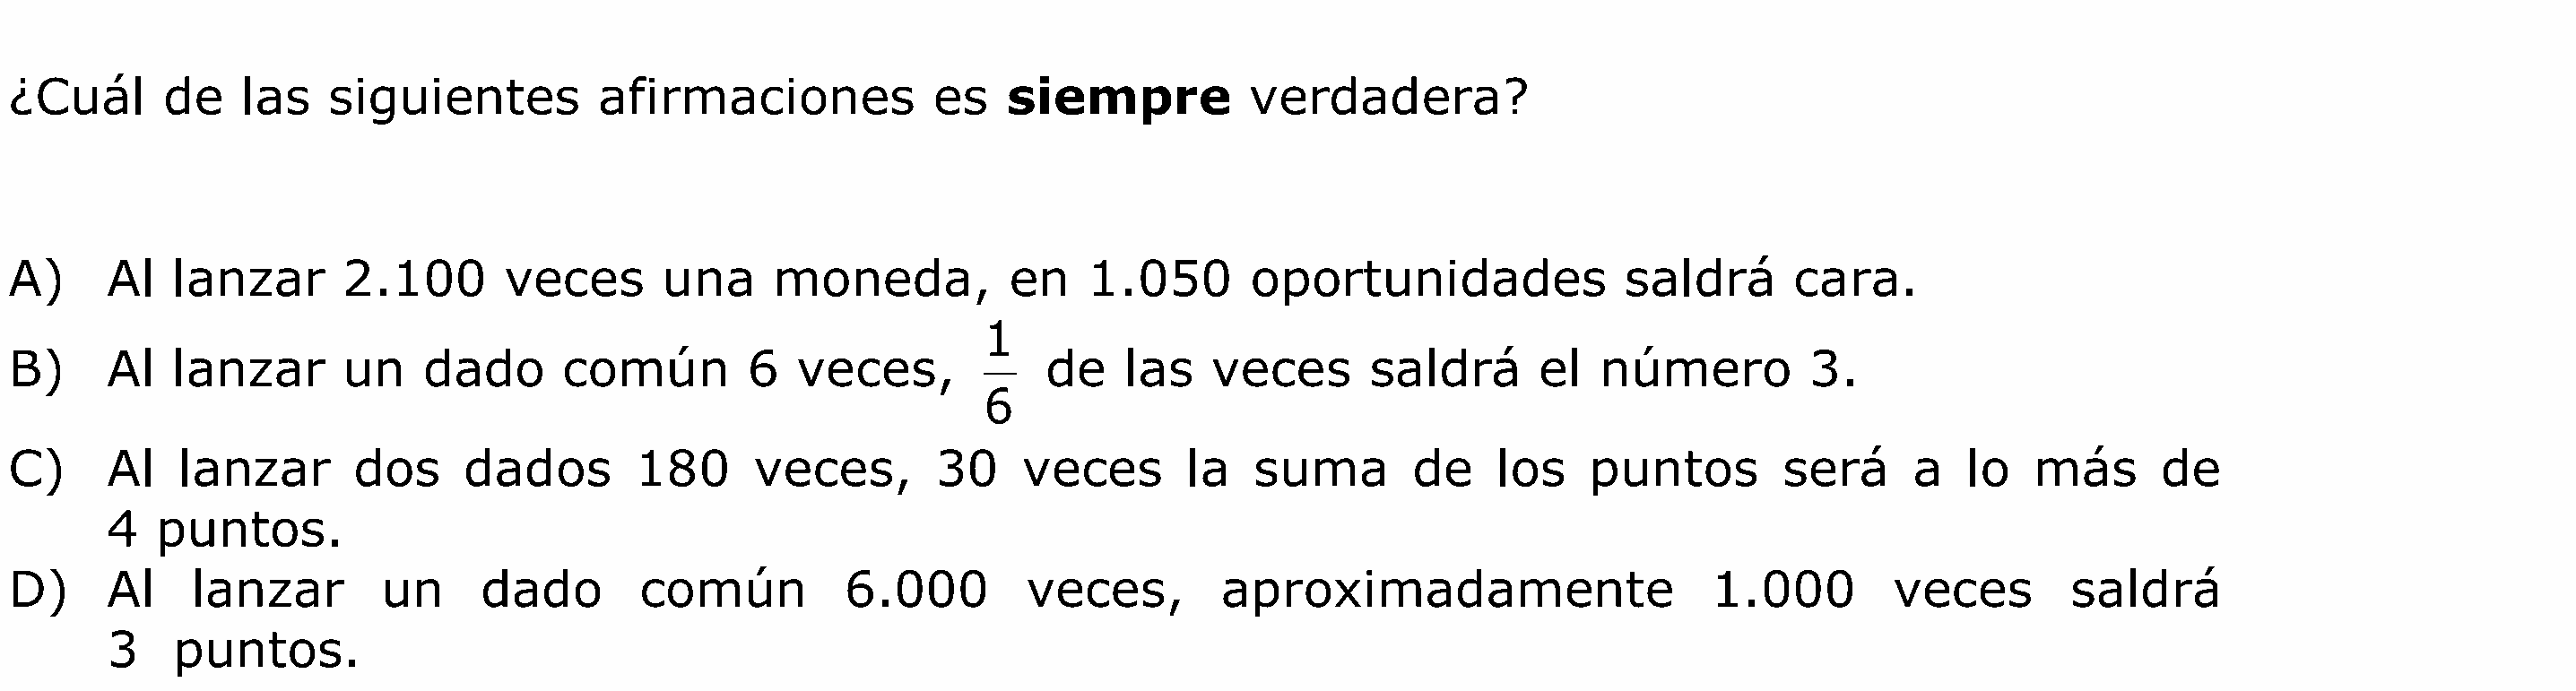 ¿Cuál de las siguientes afirmaciones es siempre verdadera?
A) Al lanzar 2.100 veces una moneda, en 1.050 oportunidades saldrá cara.
B) Al lanzar un dado común 6 veces, 1/6 de las veces saldrá el número 3.
C) Al lanzar dos dados 180 veces, 30 veces la suma de los puntos será a lo más de
4 puntos.
D) Al lanzar un dado común 6.000 veces, aproximadamente 1.000 veces saldrá
3 puntos.